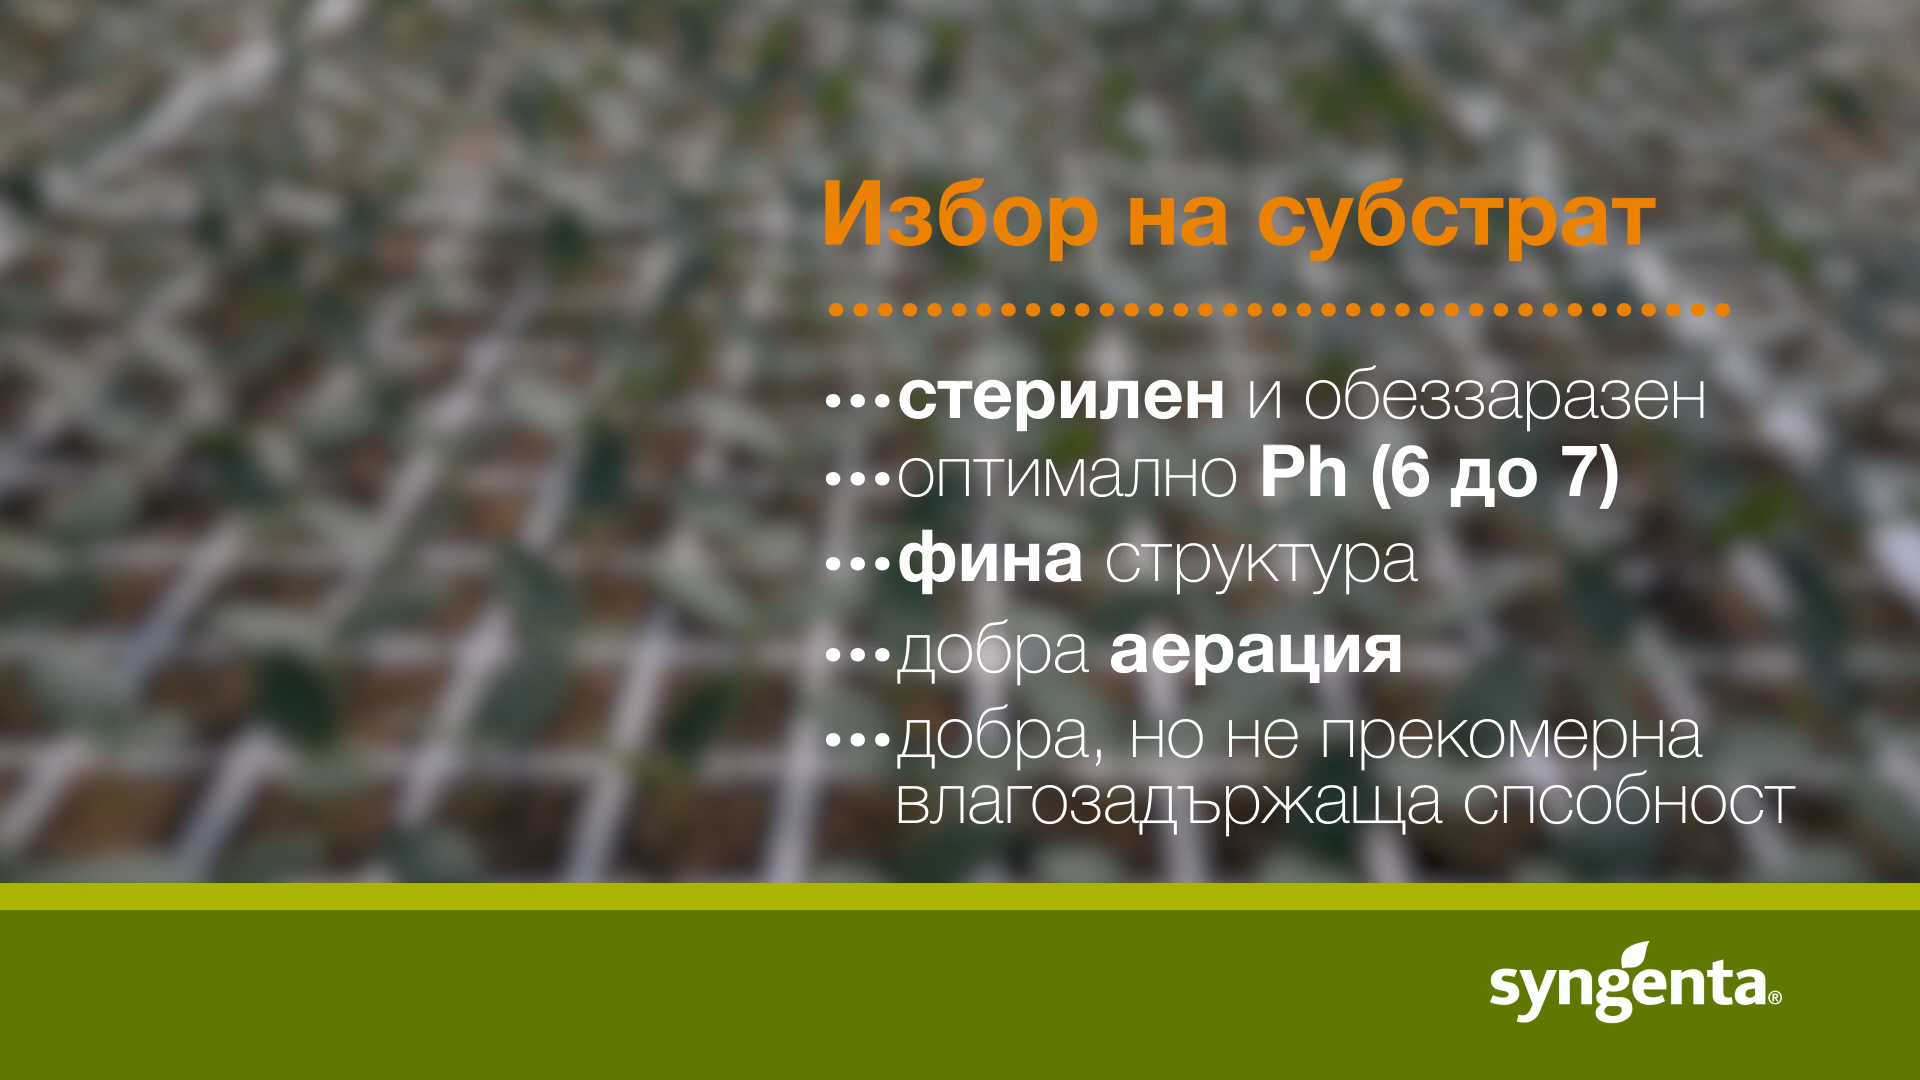 Избор на субстрат
...стерилен и обеззаразен
...оптимално Ph (6 до 7)
...фина структура
...добра аерация
...добра, но не прекомерна
влагозадържаща спсобност
syngenta®